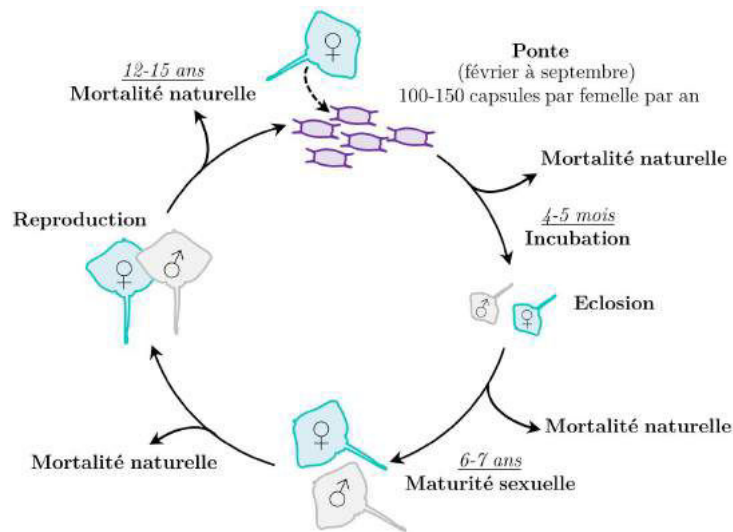 Ponte
(février à septembre)
100-150 capsules par femelle par an
12-15 ans
Mortalité naturelle
Mortalité naturelle
4-5 mois
Incubation
Reproduction
Eclosion
Mortalité naturelle
6-7 ans
Maturité sexuelle
Mortalité naturelle